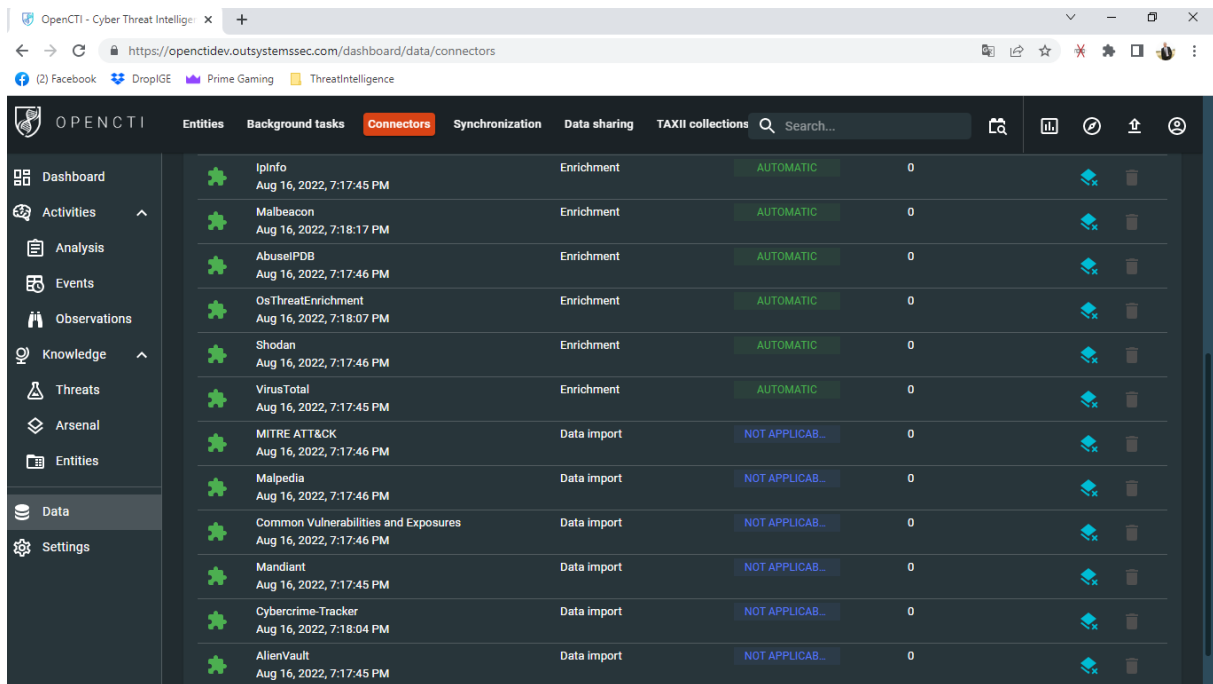 OpenCTI - Cyber Threat Intellige
https://openctidev.outsystemssec.com/dashboard/data/connectors
(2) Facebook DropIGE Prime Gaming ThreatIntelligence
OPENCTI Entities Background tasks Connectors Synchronization Data sharing TAXII collections Search...
Dashboard
Activities
Analysis
Events
Observations
Knowledge
Threats
Arsenal
Entities
Data
Settings
IpInfo Enrichment AUTOMATIC 0
Aug 16, 2022, 7:17:45 PM
Malbeacon Enrichment AUTOMATIC 0
Aug 16, 2022, 7:18:17 PM
AbuseIPDB Enrichment AUTOMATIC 0
Aug 16, 2022, 7:17:46 PM
OsThreatEnrichment Enrichment AUTOMATIC 0
Aug 16, 2022, 7:18:07 PM
Shodan Enrichment AUTOMATIC 0
Aug 16, 2022, 7:17:46 PM
VirusTotal Enrichment AUTOMATIC 0
Aug 16, 2022, 7:17:45 PM
MITRE ATT&CK Data import NOT APPLICAB... 0
Aug 16, 2022, 7:17:46 PM
Malpedia Data import NOT APPLICAB... 0
Aug 16, 2022, 7:17:46 PM
Common Vulnerabilities and Exposures Data import NOT APPLICAB... 0
Aug 16, 2022, 7:17:46 PM
Mandiant Data import NOT APPLICAB... 0
Aug 16, 2022, 7:17:45 PM
Cybercrime-Tracker Data import NOT APPLICAB... 0
Aug 16, 2022, 7:18:04 PM
AlienVault Data import NOT APPLICAB... 0
Aug 16, 2022, 7:17:45 PM